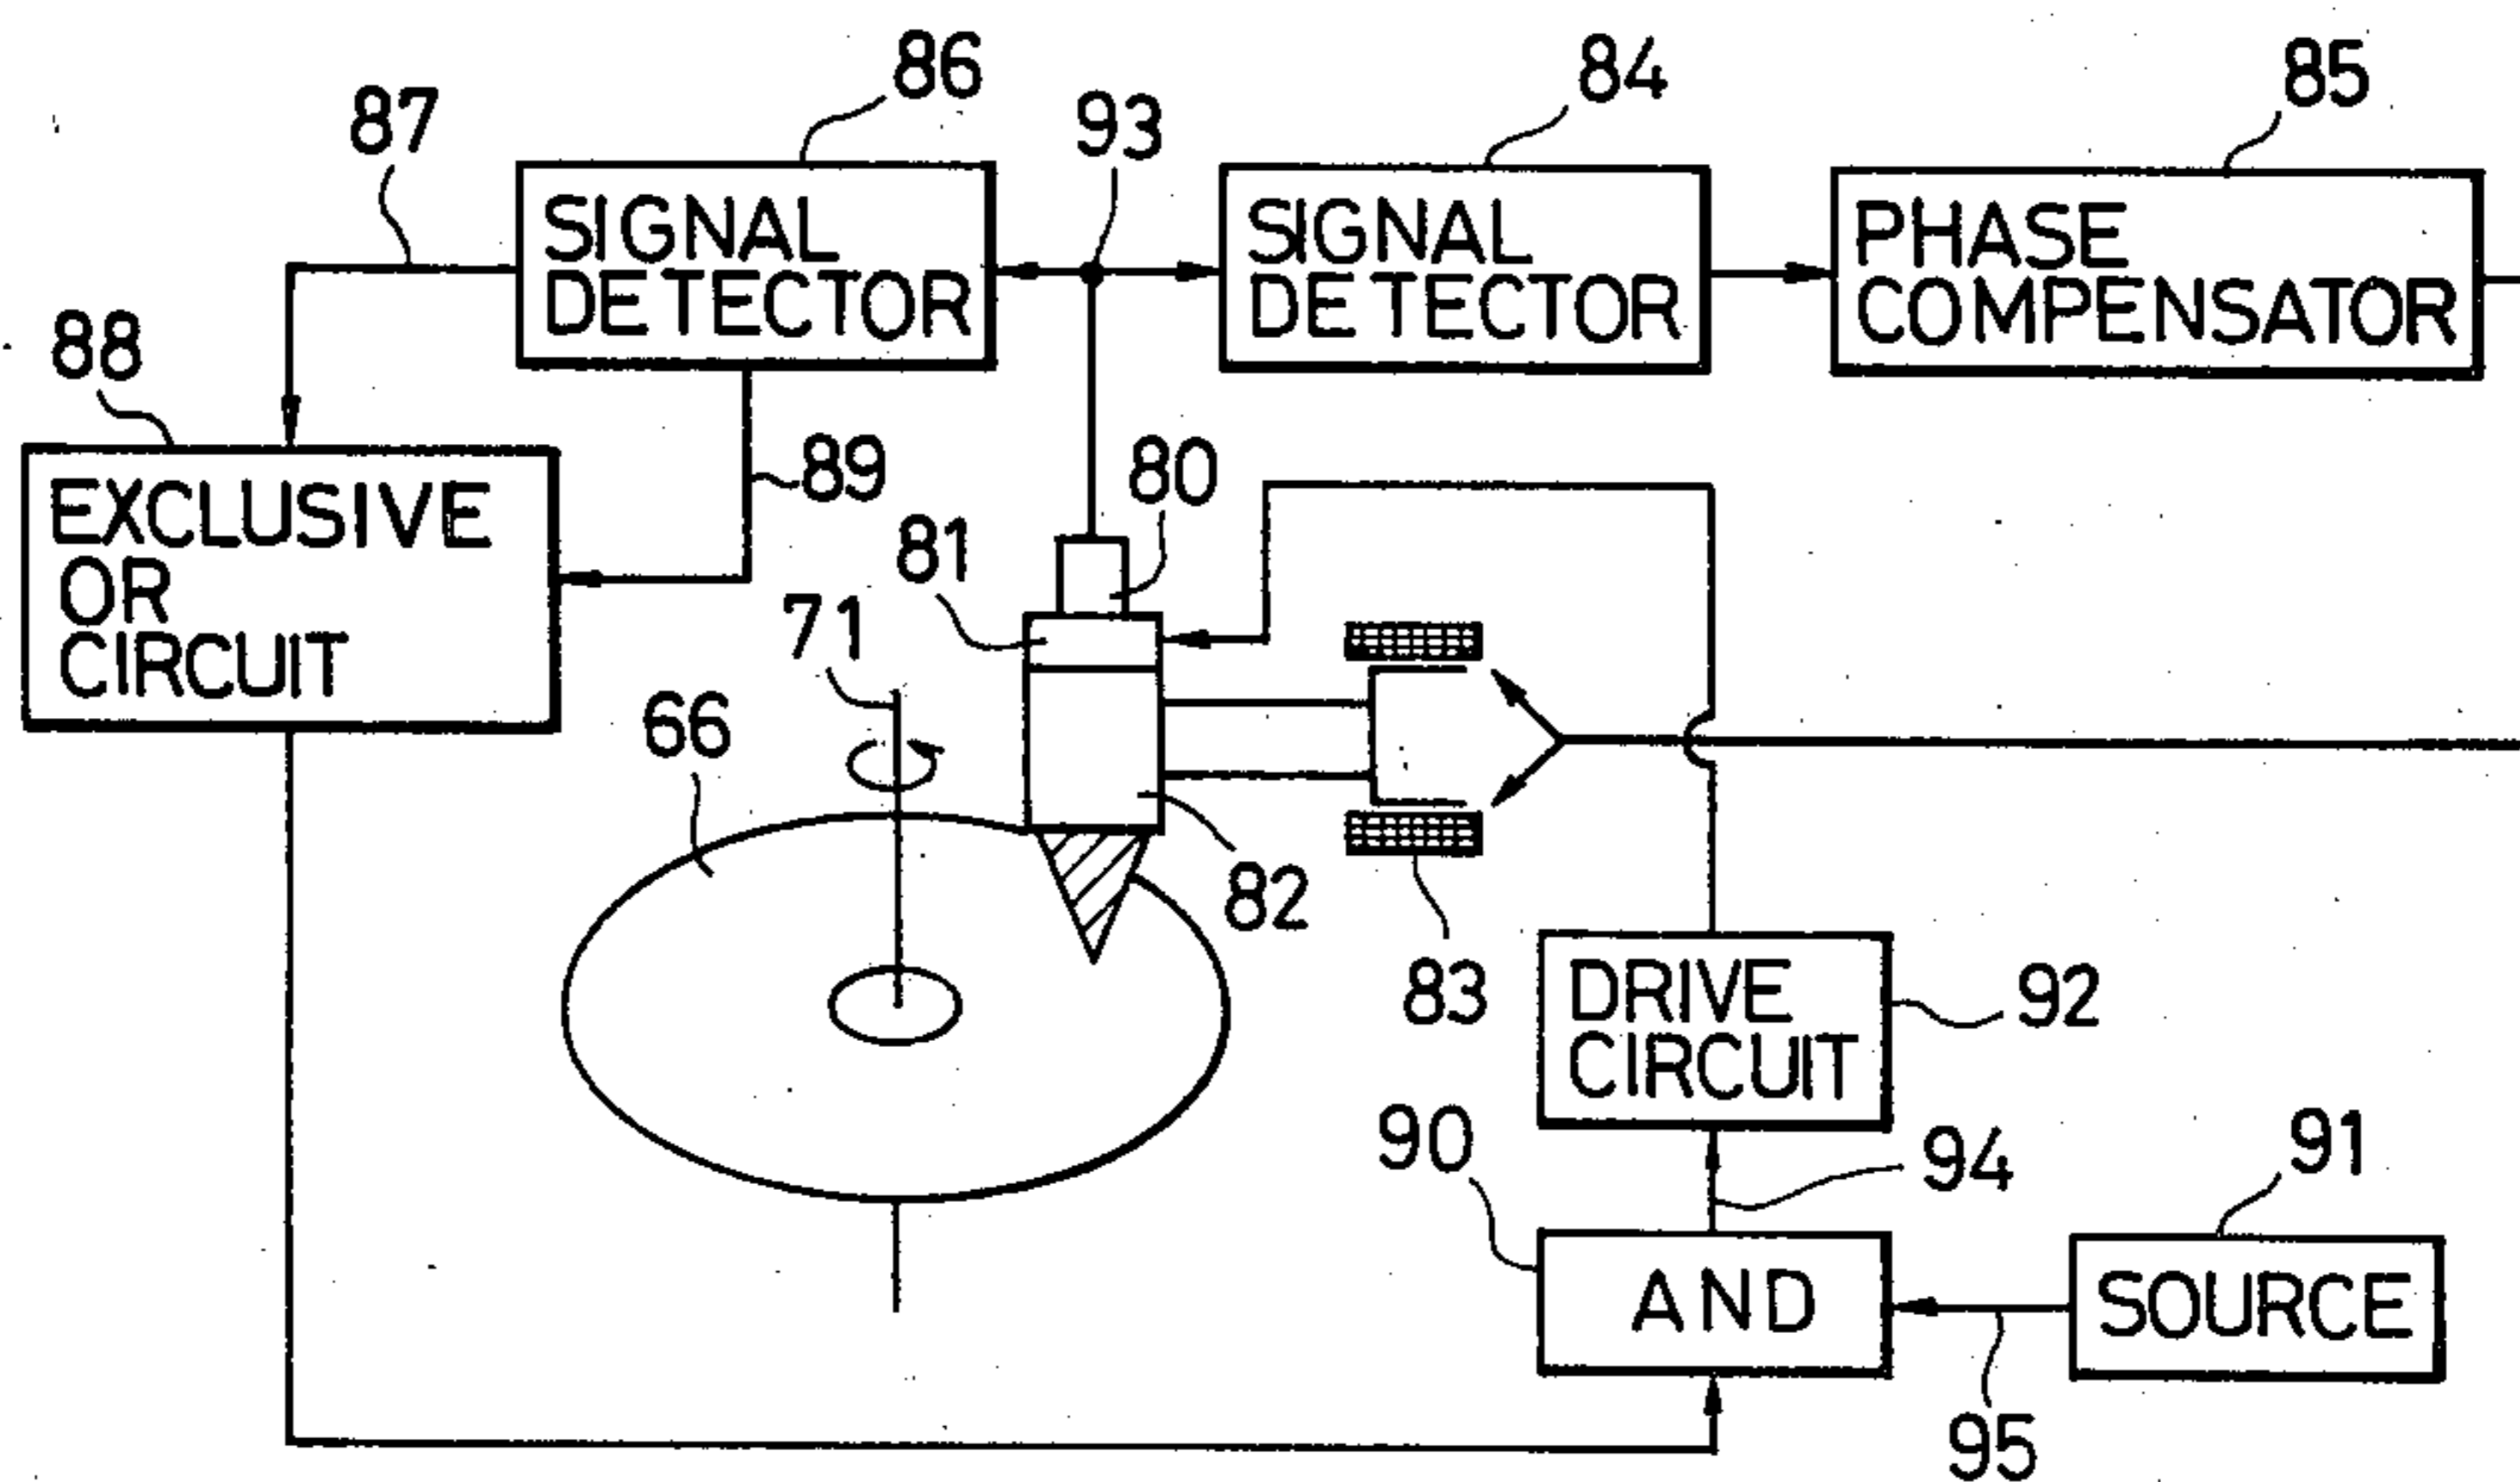 86
84
85
87
93
SIGNAL
DETECTOR
SIGNAL
DETECTOR
PHASE
COMPENSATOR
88
89
80
EXCLUSIVE
OR
CIRCUIT
81
71
66
82
83
DRIVE
CIRCUIT
92
90
94
91
AND
SOURCE
95